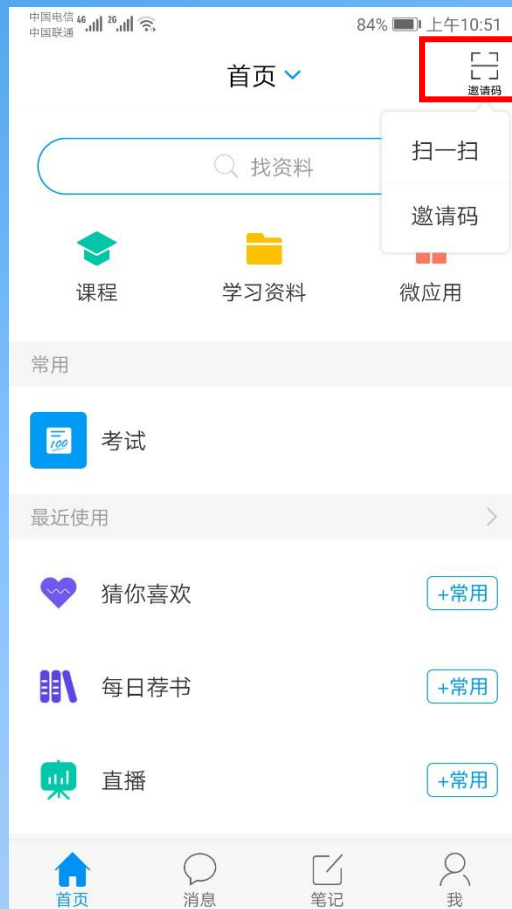 中国电信 46 26 84% 上午10:51
中国联通
首页
邀请码
扫一扫
找资料
邀请码
课程 学习资料 微应用
常用
100 考试
最近使用
猜你喜欢 +常用
每日荐书 +常用
直播 +常用
首页 消息 笔记 我